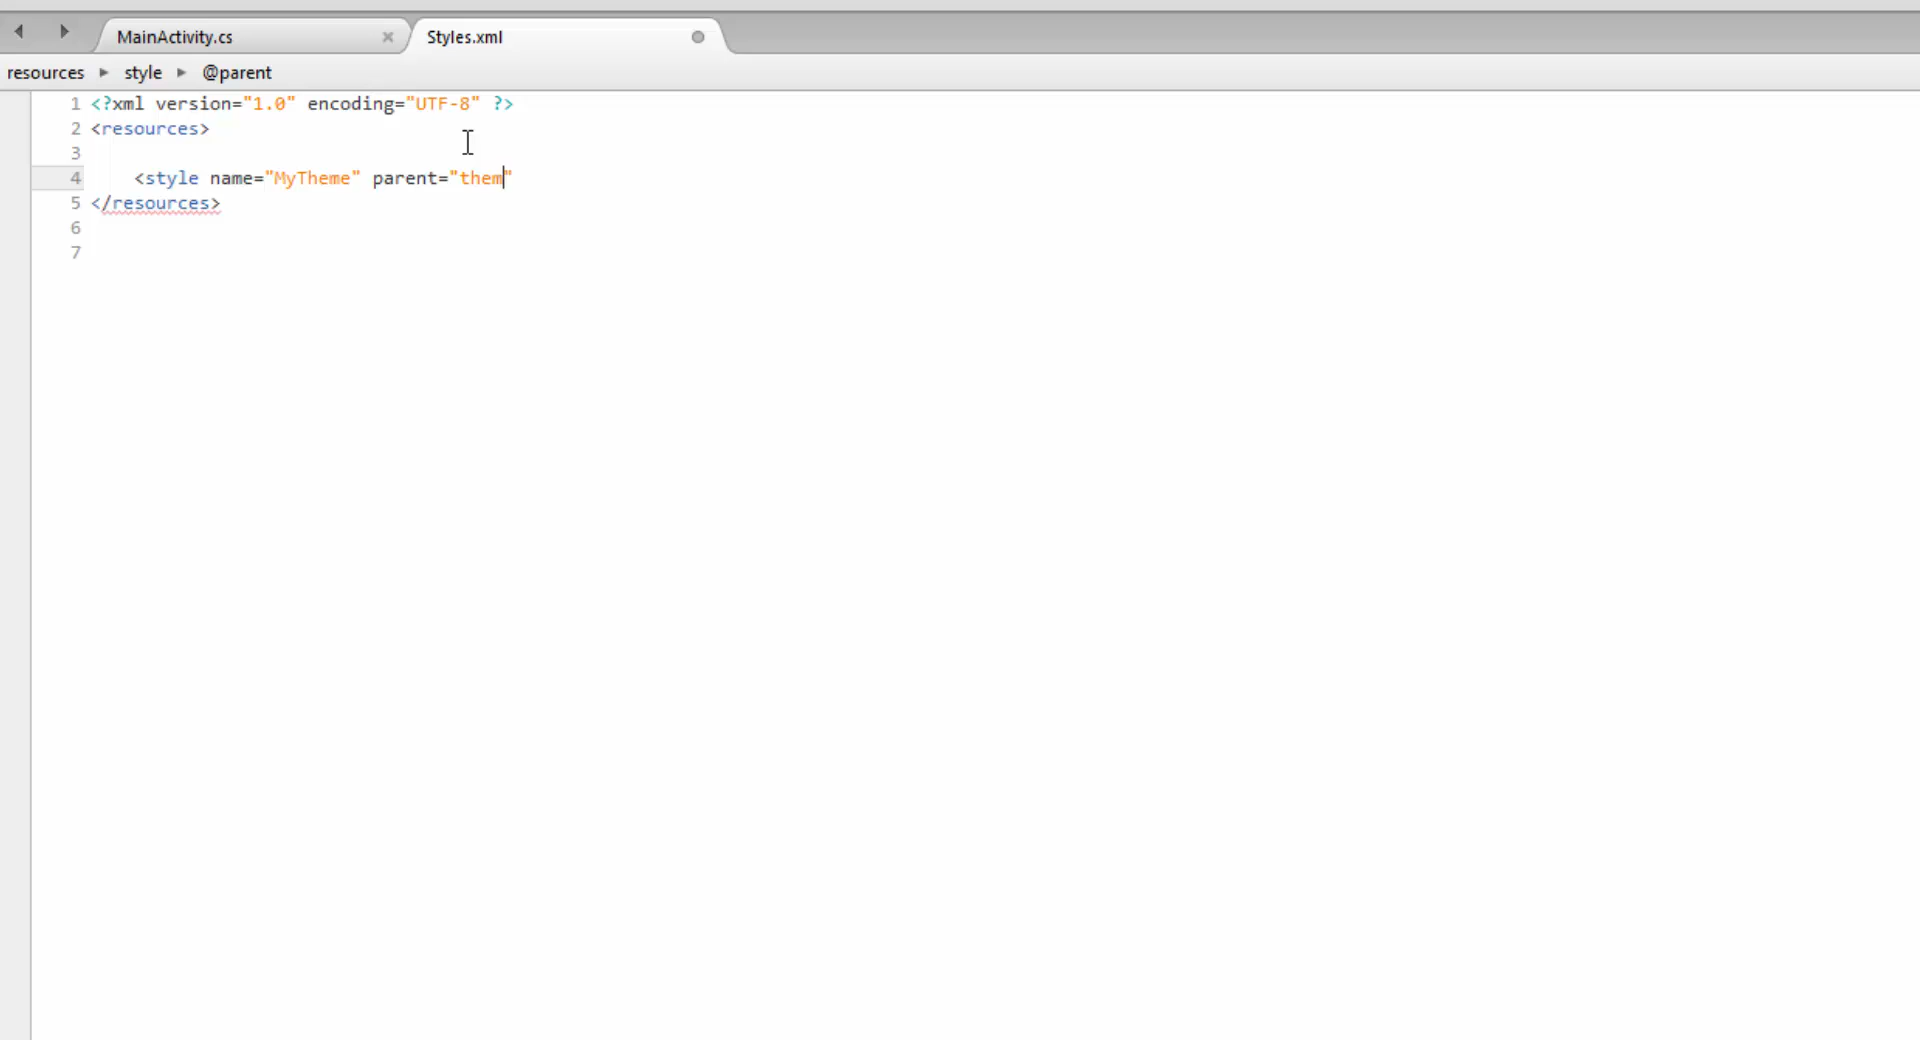 MainActivity.cs Styles.xml
resources style @parent
1 <?xml version="1.0" encoding="UTF-8" ?>
2 <resources>
3
4 <style name="MyTheme" parent="them"
5 </resources>
6
7